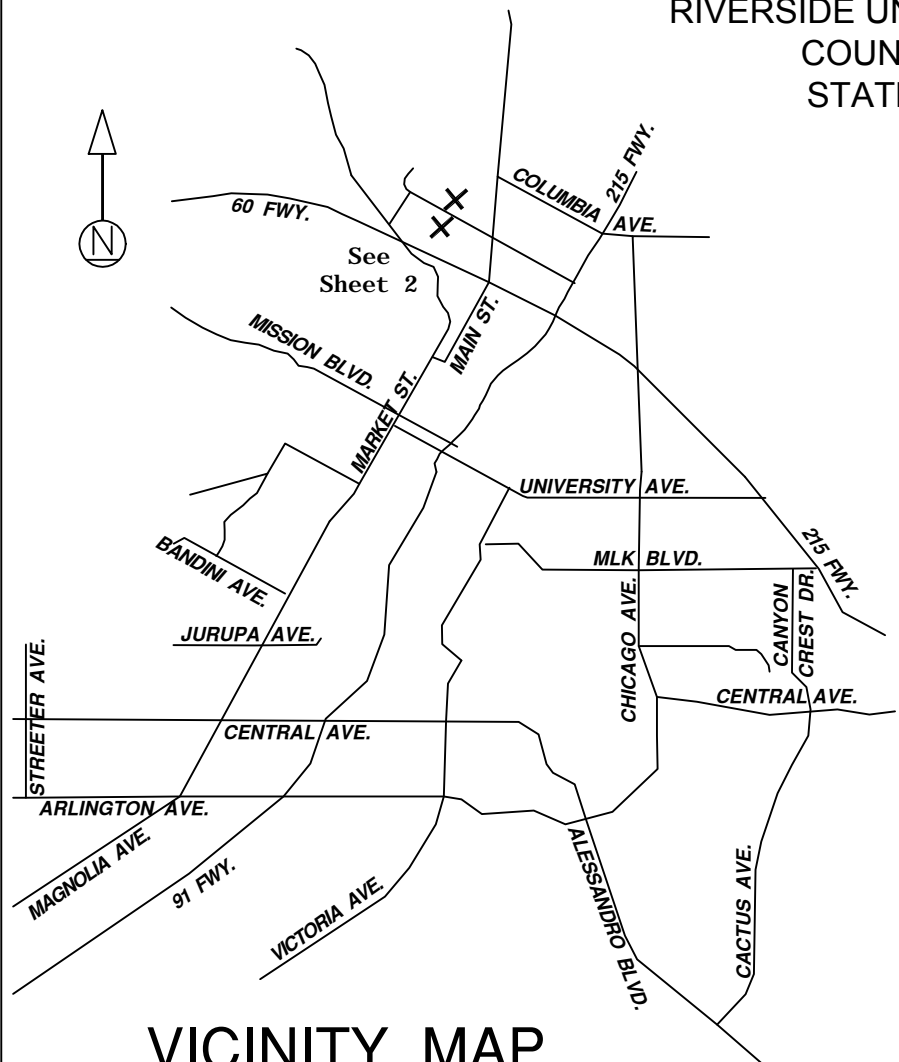 RIVERSIDE UN
COUN
STAT
215 FWY.
COLUMBIA AVE.
60 FWY.
N
See
Sheet 2
MAIN ST.
MISSION BLVD.
MARKET ST.
UNIVERSITY AVE.
215 FWY.
MLK BLVD.
BANDINI AVE.
CANYON
CREST DR.
CHICAGO AVE.
JURUPA AVE.
STREETER AVE.
CENTRAL AVE.
CENTRAL AVE.
ARLINGTON AVE.
MAGNOLIA AVE.
91 FWY.
VICTORIA AVE.
ALESSANDRO BLVD.
CACTUS AVE.
VICINITY MAP